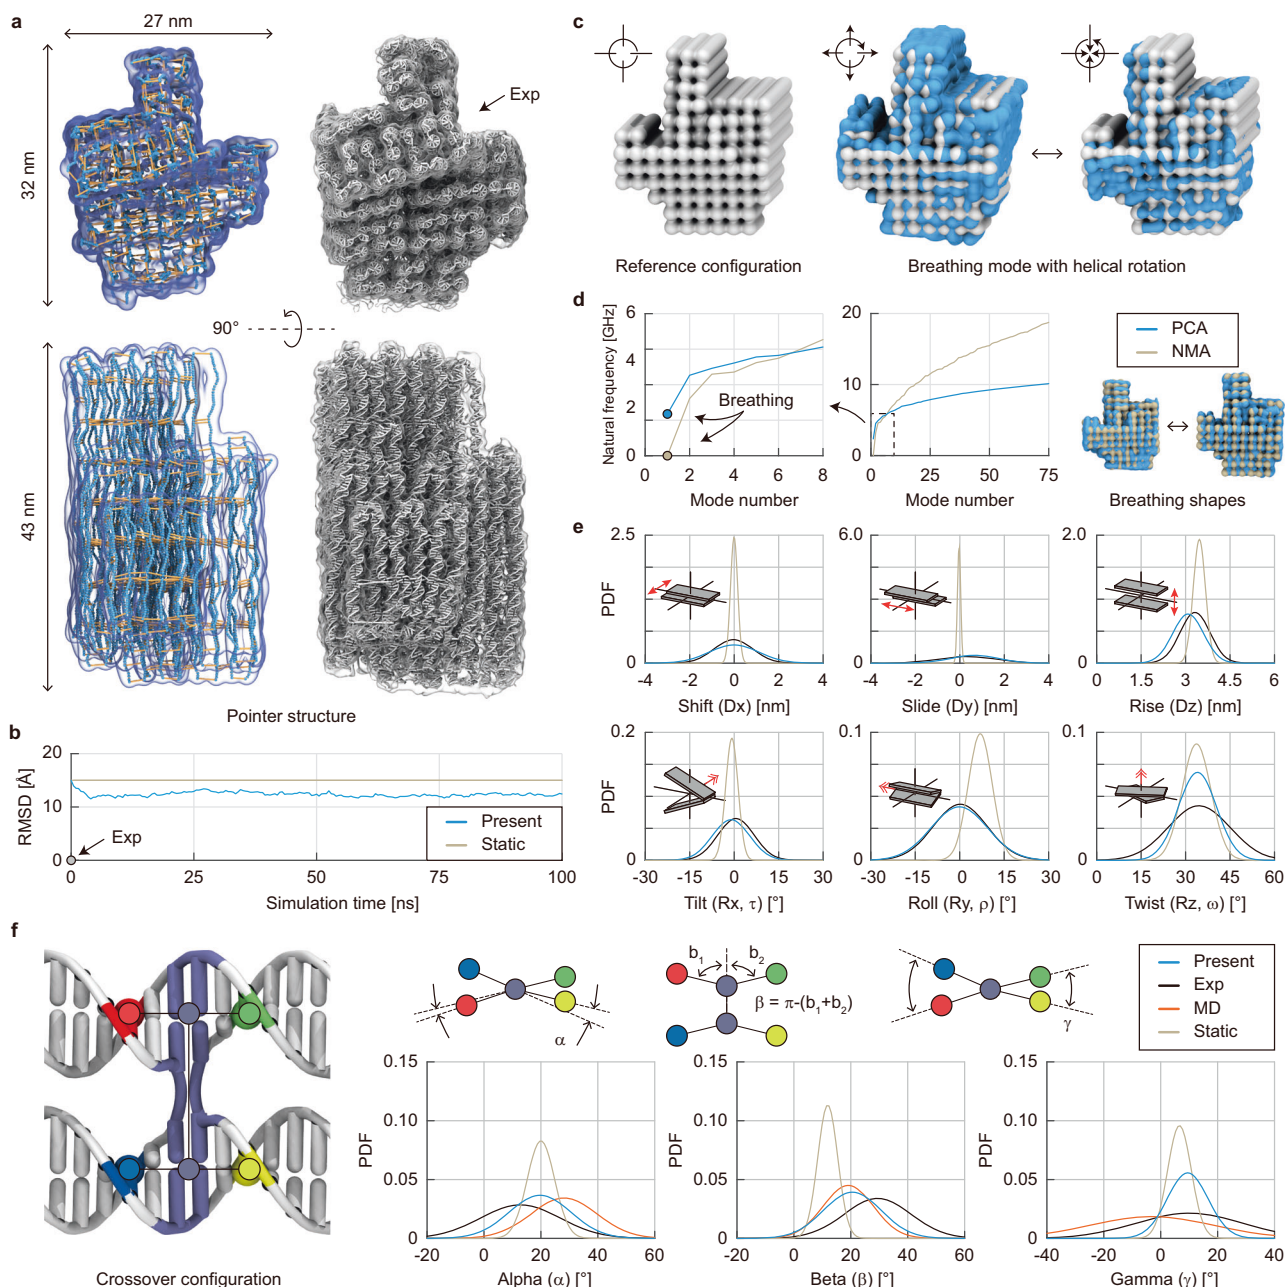 a
27 nm
32 nm
Exp
90°
43 nm
Pointer structure
b
RMSD [Å]
20
10
0
Exp
Present
Static
0
25
50
75
100
Simulation time [ns]
c
Reference configuration
Breathing mode with helical rotation
d
Natural frequency [GHz]
6
4
2
0
Breathing
0
2
4
6
8
Mode number
20
10
0
25
50
75
Mode number
PCA
NMA
Breathing shapes
e
PDF
2.5
0
-4
-2
0
2
4
Shift (Dx) [nm]
6.0
0
-4
-2
0
2
4
Slide (Dy) [nm]
2.0
0
0
1.5
3.1
4.5
6
Rise (Dz) [nm]
PDF
0.2
0
-30
-15
0
15
30
Tilt (Rx, τ) [°]
0.1
0
-30
-15
0
15
30
Roll (Ry, ρ) [°]
0.1
0
0
15
30
45
60
Twist (Rz, ω) [°]
f
Crossover configuration
α
b1
b2
β = π-(b1+b2)
γ
Present
Exp
MD
Static
PDF
0.15
0.10
0.05
0
-20
0
20
40
60
Alpha (α) [°]
PDF
0.15
0.10
0.05
0
-20
0
20
40
60
Beta (β) [°]
PDF
0.15
0.10
0.05
0
-40
-20
0
20
40
Gamma (γ) [°]